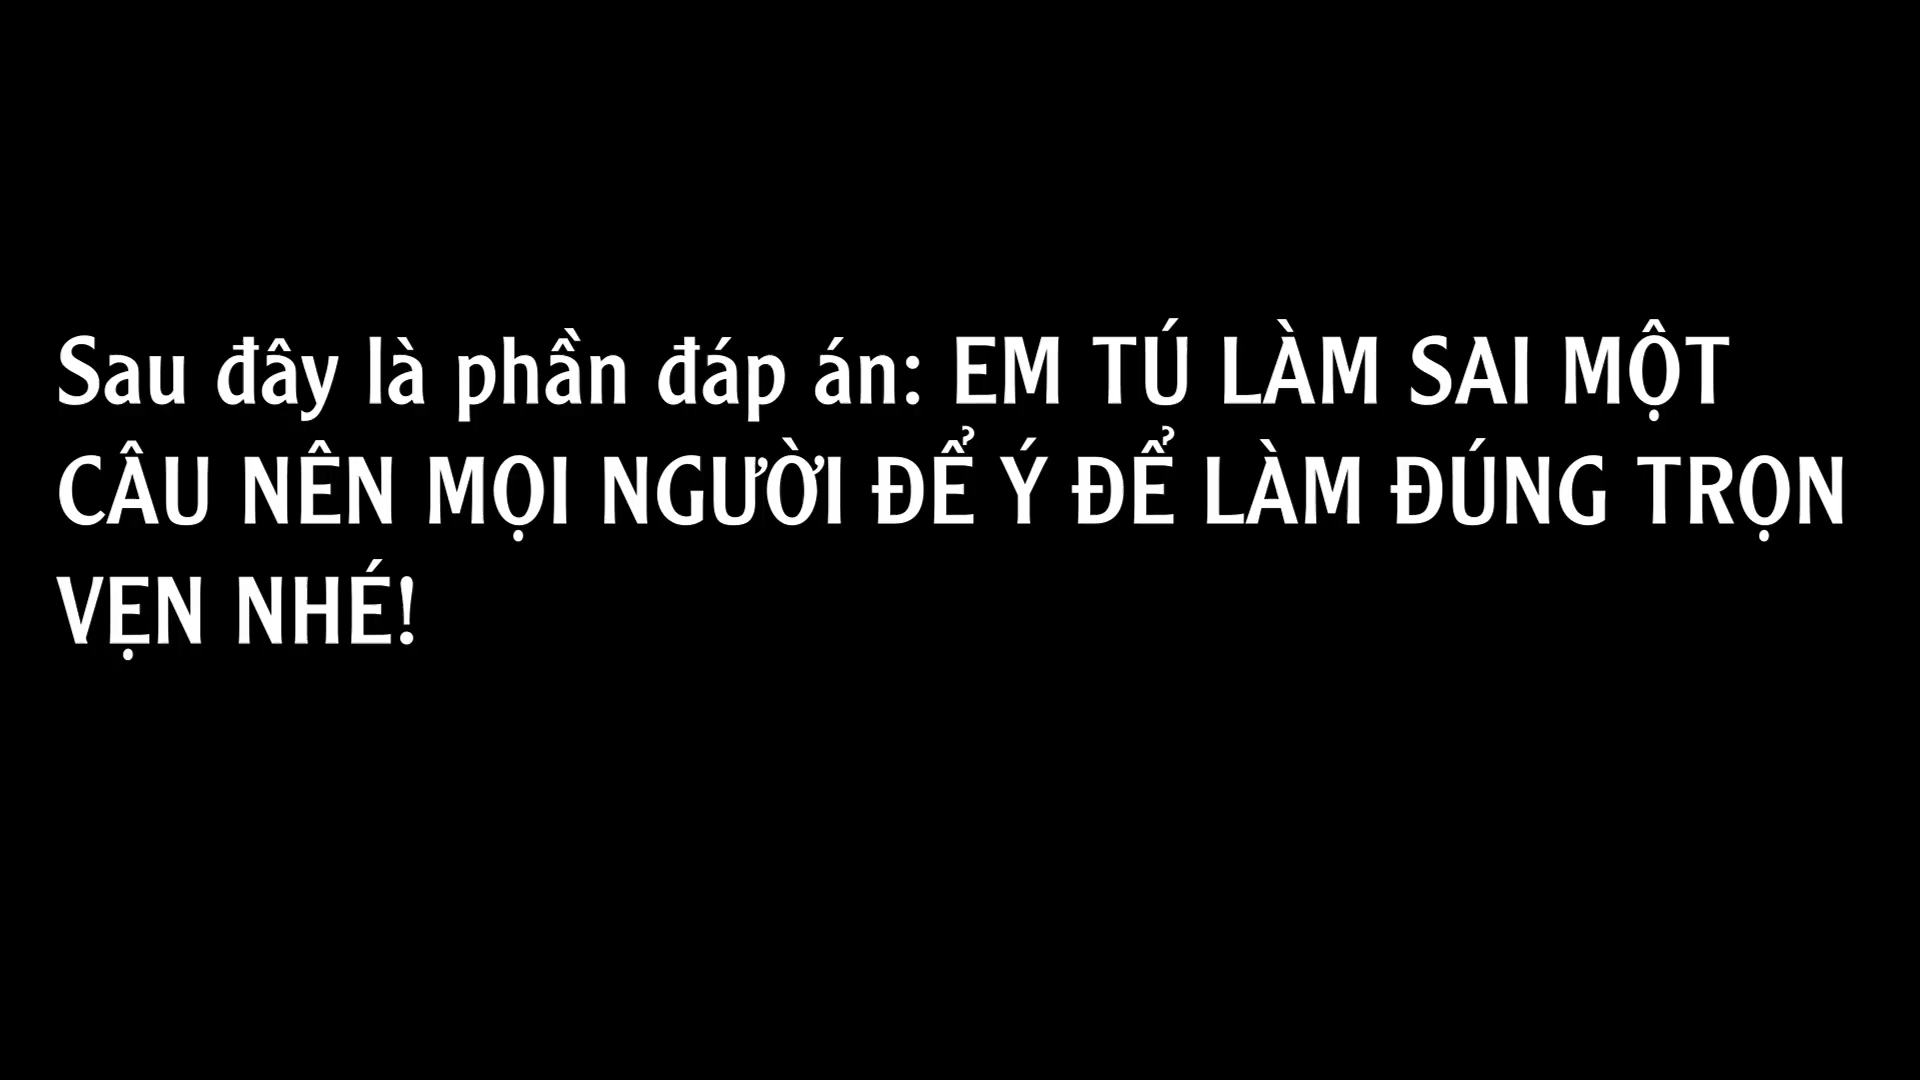 Sau đây là phần đáp án: EM TÚ LÀM SAI MỘT
CÂU NÊN MỌI NGƯỜI ĐỂ Ý ĐỂ LÀM ĐÚNG TRỌN
VẸN NHÉ!